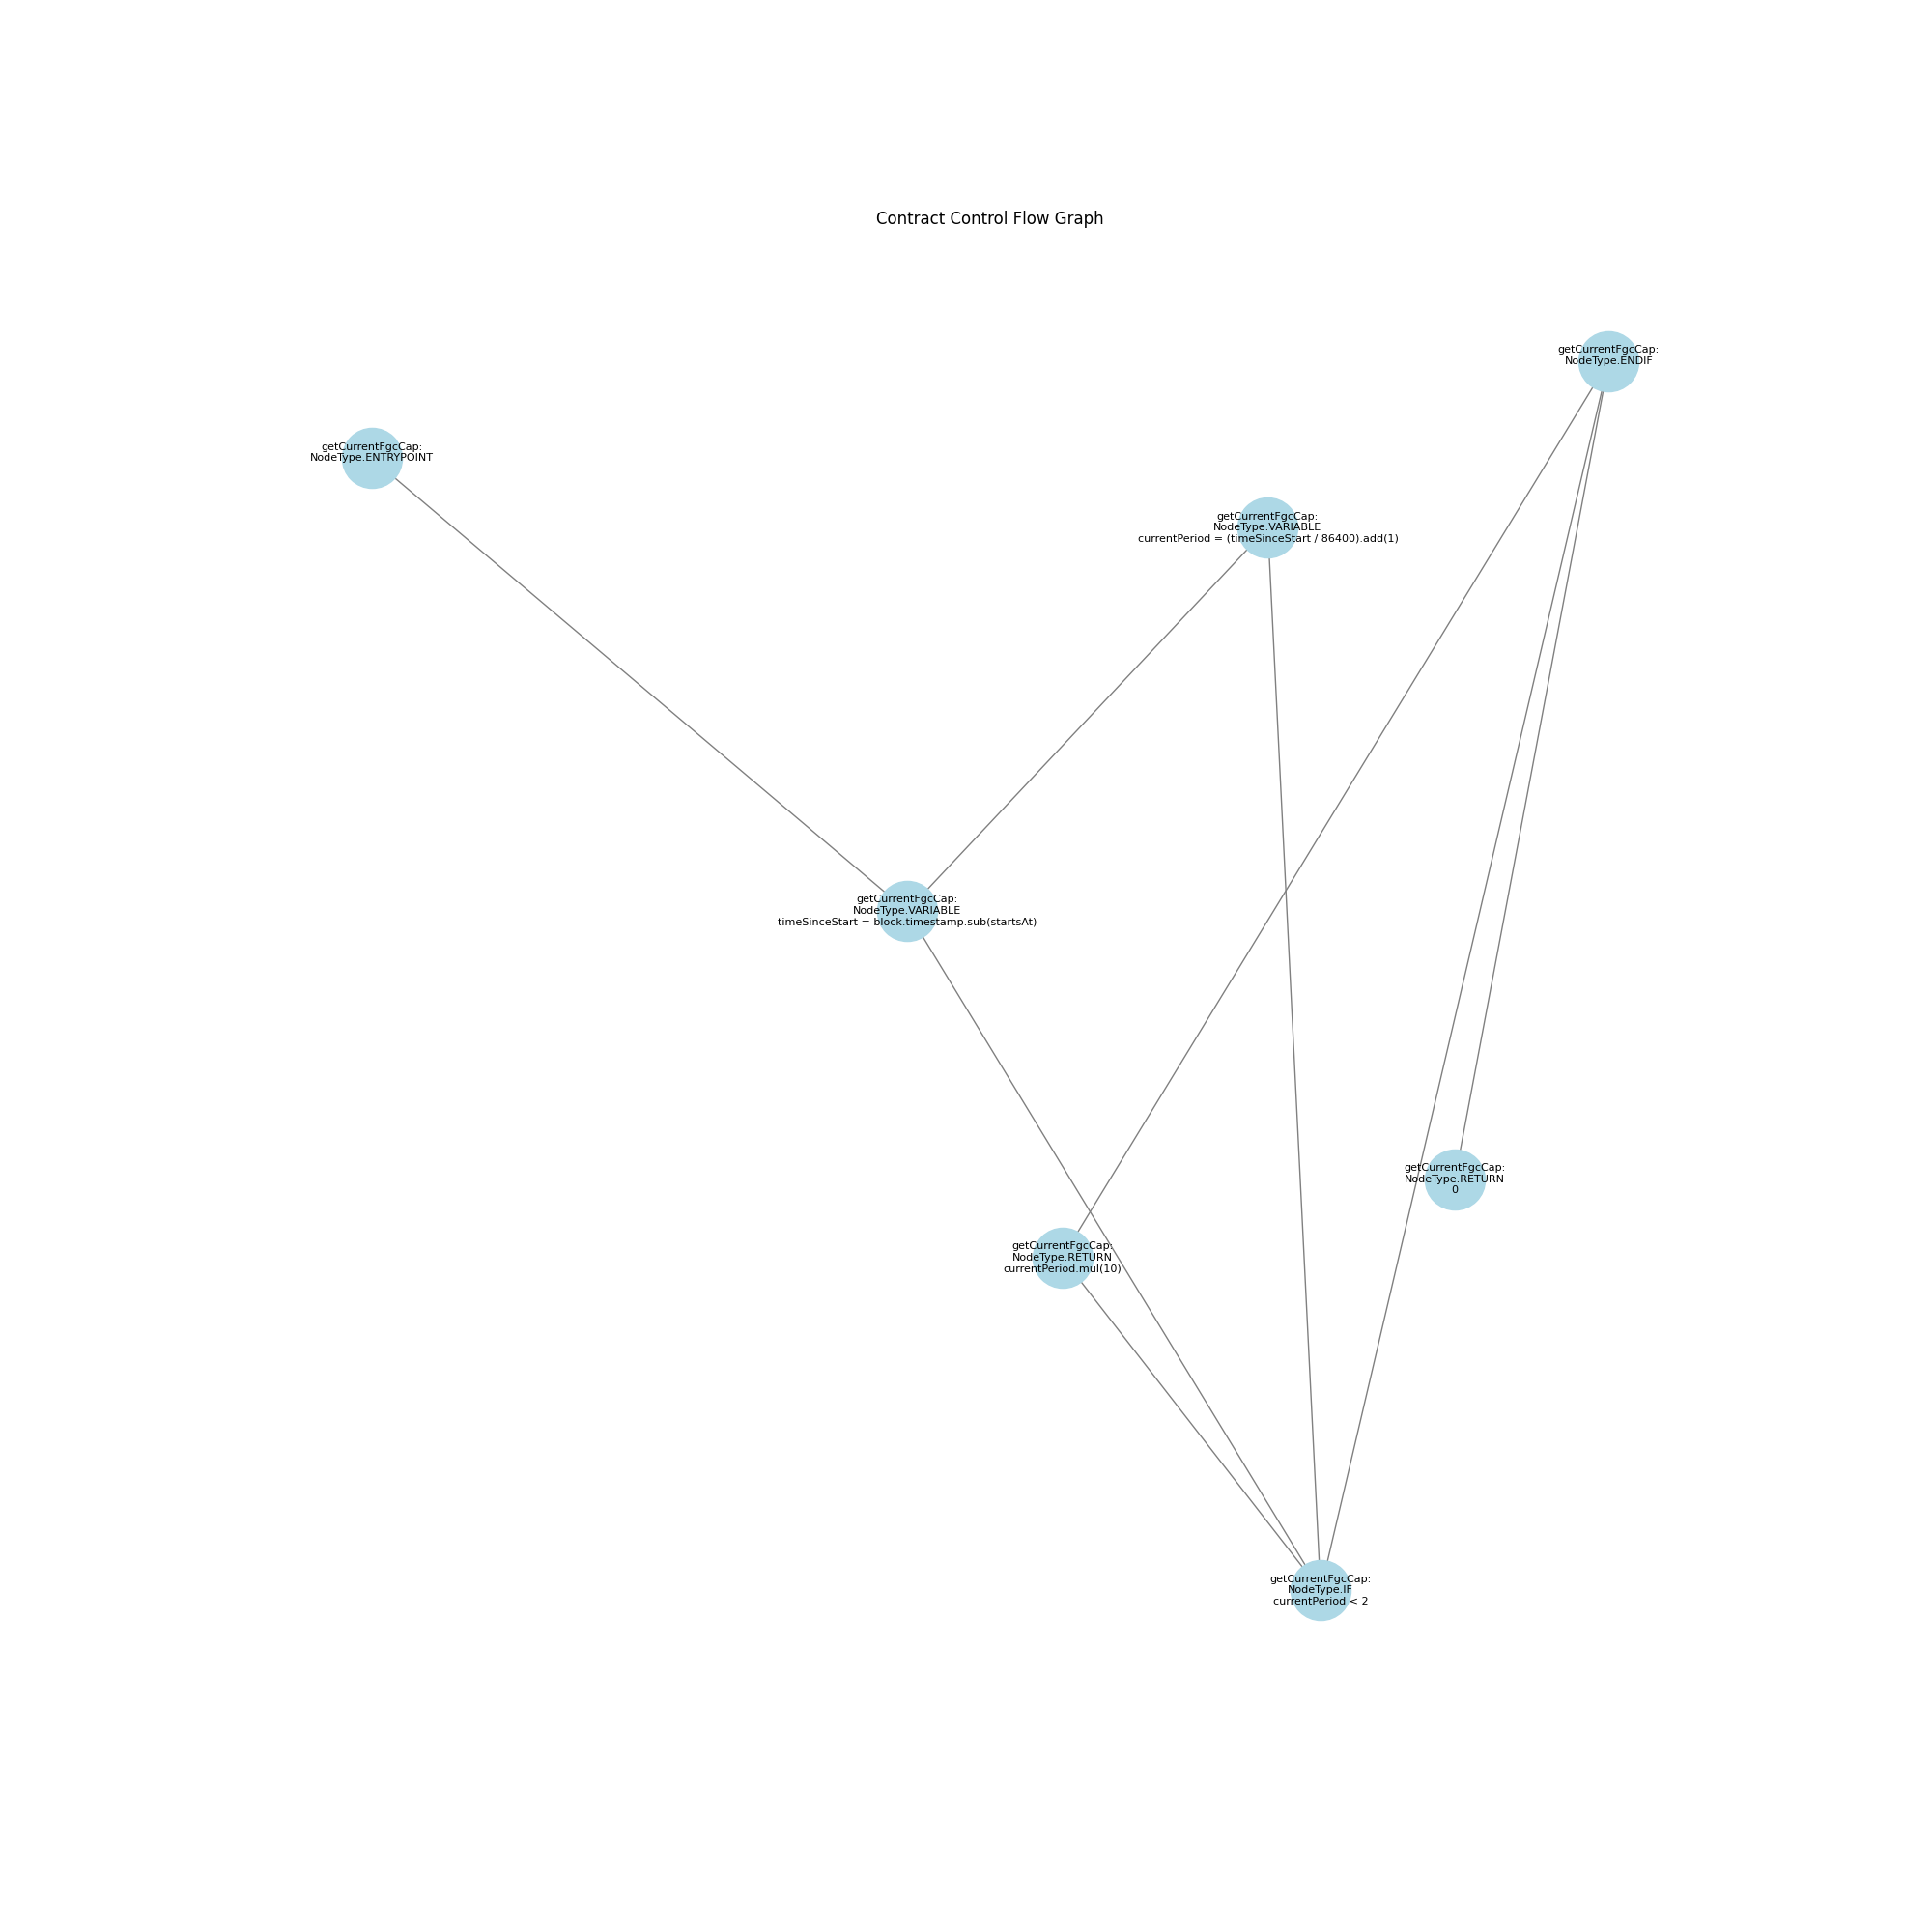 Contract Control Flow Graph
getCurrentFgcCap:
NodeType.ENDIF
getCurrentFgcCap:
NodeType.ENTRYPOINT
getCurrentFgcCap:
NodeType.VARIABLE
currentPeriod = (timeSinceStart / 86400).add(1)
getCurrentFgcCap:
NodeType.VARIABLE
timeSinceStart = block.timestamp.sub(startsAt)
getCurrentFgcCap:
NodeType.RETURN
0
getCurrentFgcCap:
NodeType.RETURN
currentPeriod.mul(10)
getCurrentFgcCap:
NodeType.IF
currentPeriod < 2